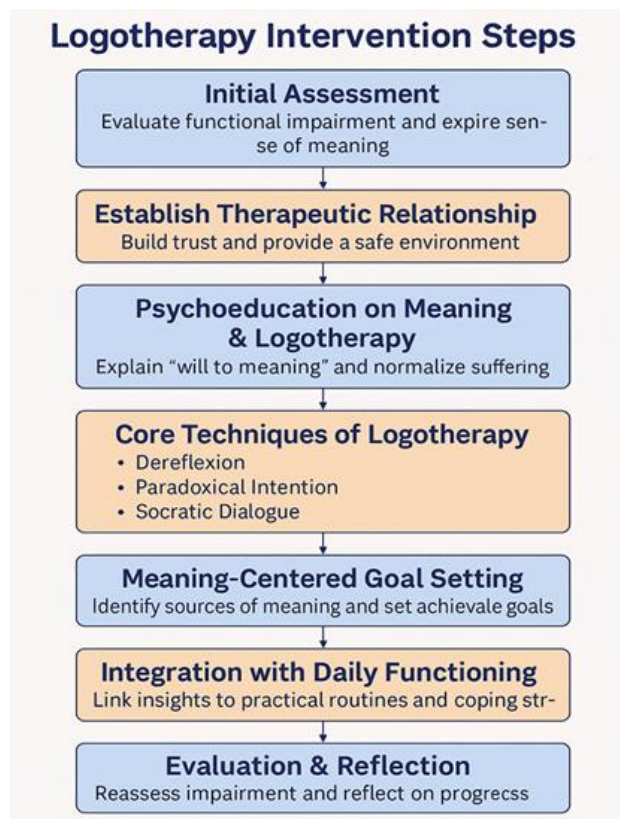 Logotherapy Intervention Steps
Initial Assessment
Evaluate functional impairment and expire sen-
se of meaning
Establish Therapeutic Relationship
Build trust and provide a safe environment
Psychoeducation on Meaning
& Logotherapy
Explain “will to meaning” and normalize suffering
Core Techniques of Logotherapy
• Dereflexion
• Paradoxical Intention
• Socratic Dialogue
Meaning-Centered Goal Setting
Identify sources of meaning and set achievale goals
Integration with Daily Functioning
Link insights to practical routines and coping str-
Evaluation & Reflection
Reassess impairment and reflect on progrecss